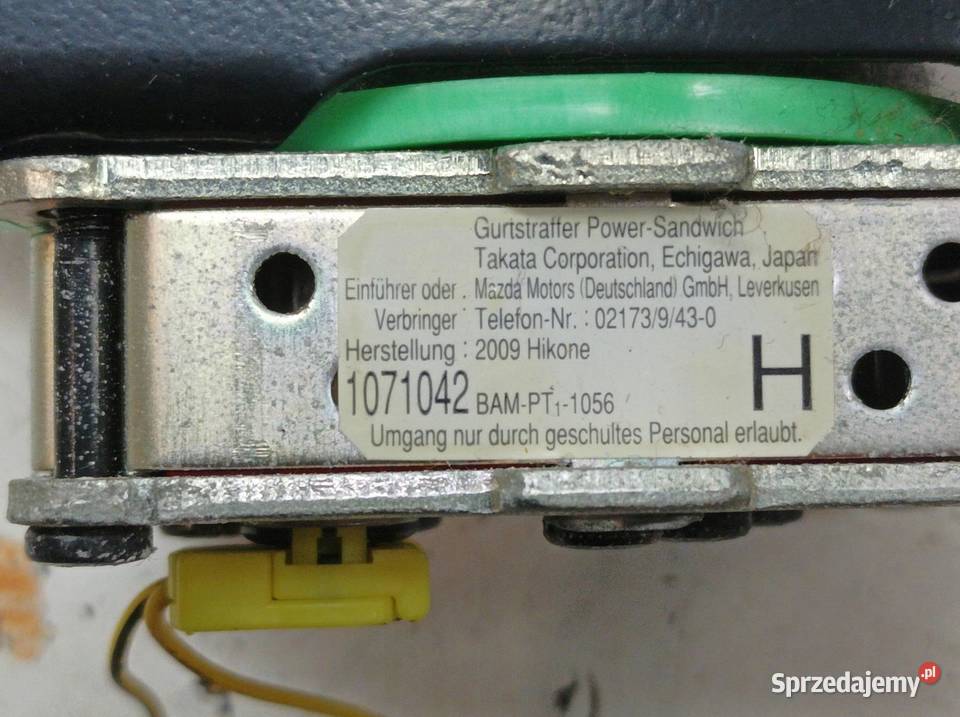 Gurtstraffer Power-Sandwich
Takata Corporation, Echigawa, Japan
Einführer oder . Mazda Motors (Deutschland) GmbH, Leverkusen
Verbringer Telefon-Nr. : 02173/9/43-0
Herstellung : 2009 Hikone
1071042 BAM-PT₁-1056
H
Umgang nur durch geschultes Personal erlaubt.
Sprzedajemy.pl